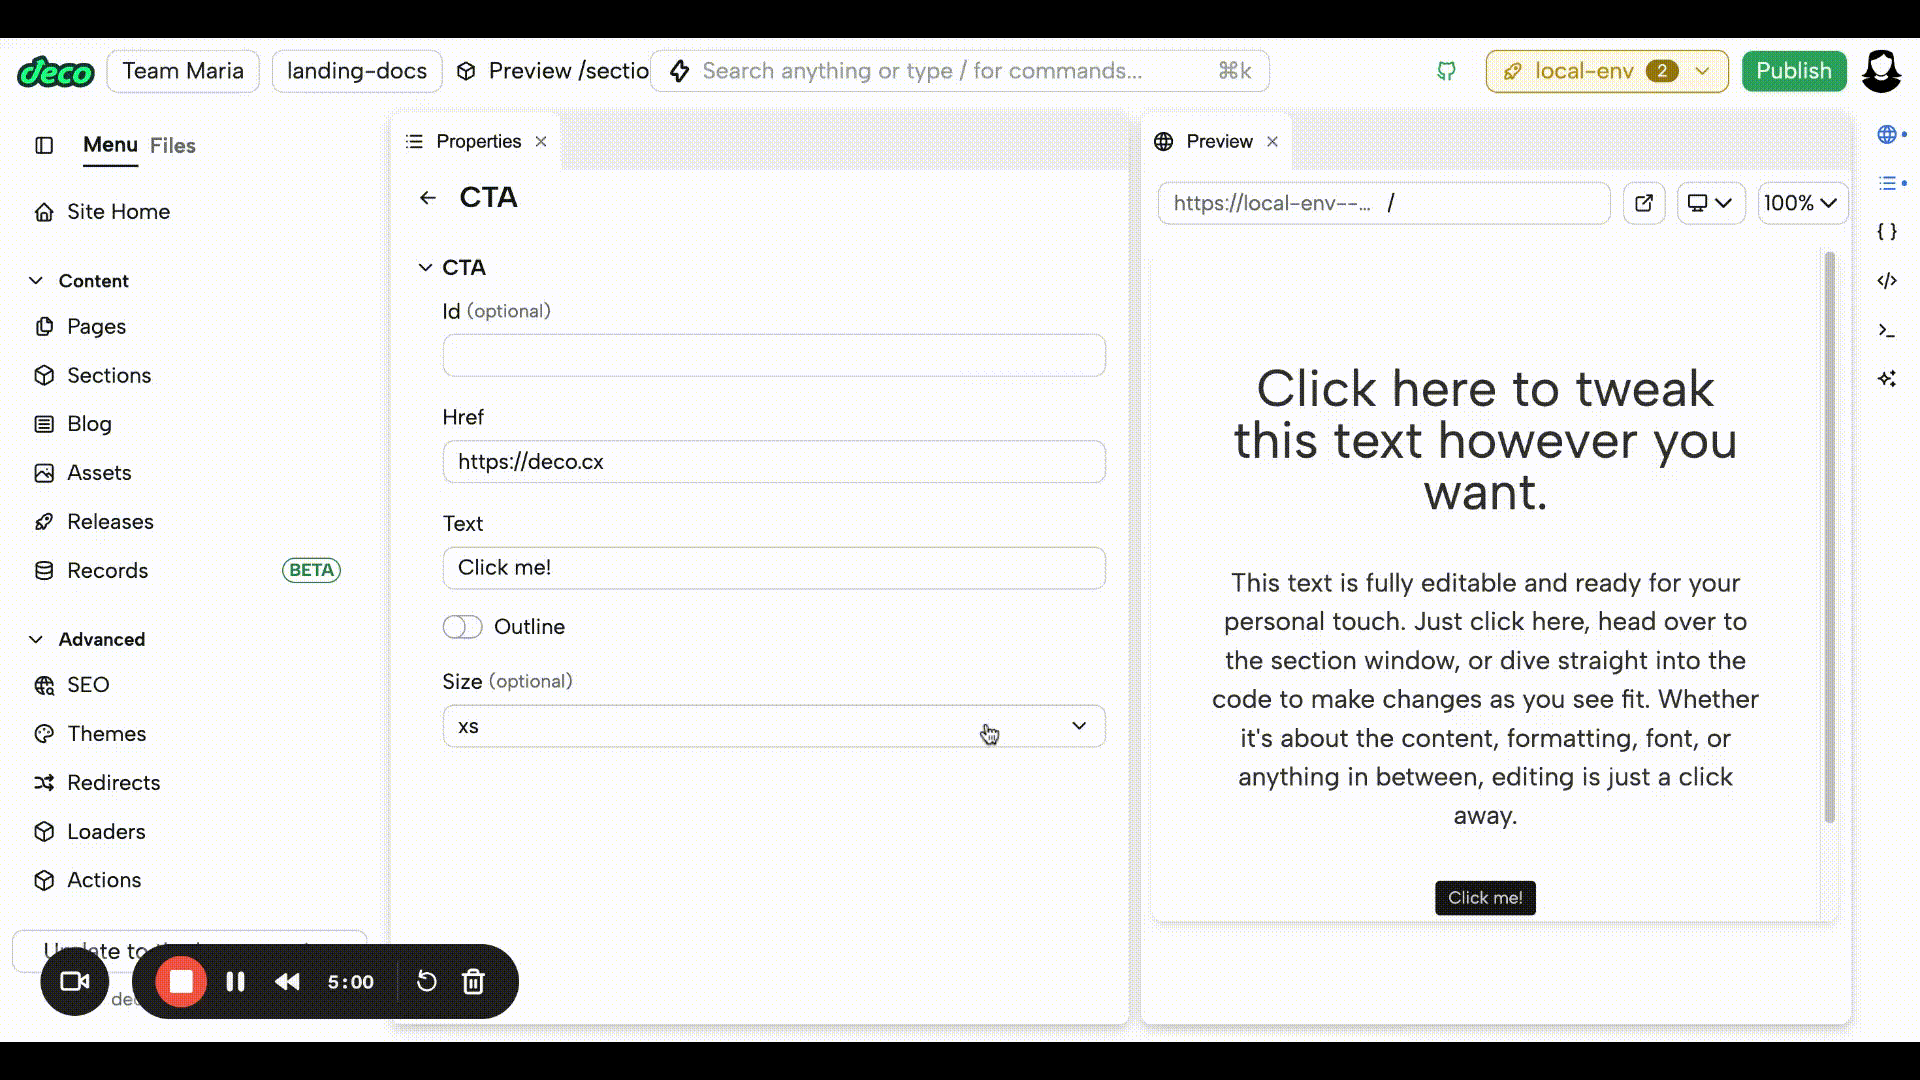 deco
Team Maria
landing-docs
Preview /sectio
Search anything or type / for commands...
⌘k
local-env
2
Publish
Menu
Files
Site Home
Content
Pages
Sections
Blog
Assets
Releases
Records
BETA
Advanced
SEO
Themes
Redirects
Loaders
Actions
5:00
Properties
CTA
CTA
Id (optional)
Href
https://deco.cx
Text
Click me!
Outline
Size (optional)
xs
Preview
https://local-env--... /
100%
Click here to tweak
this text however you
want.
This text is fully editable and ready for your
personal touch. Just click here, head over to
the section window, or dive straight into the
code to make changes as you see fit. Whether
it's about the content, formatting, font, or
anything in between, editing is just a click
away.
Click me!